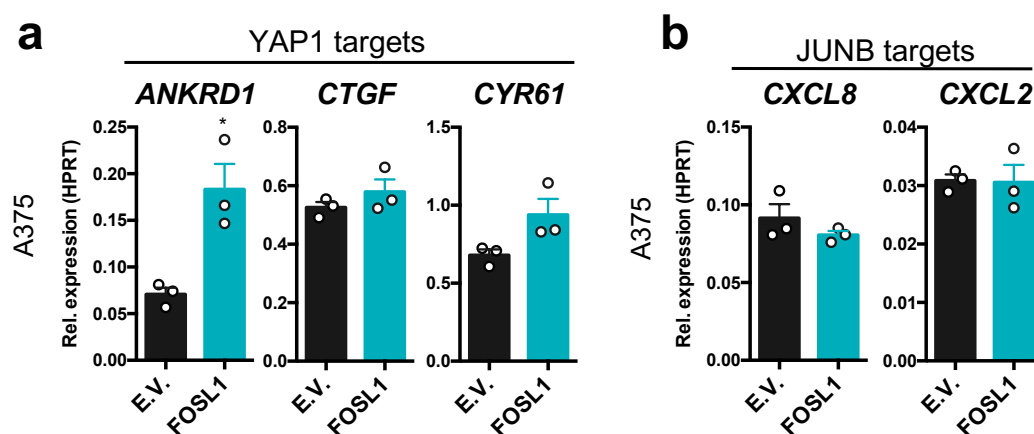 a
YAP1 targets
ANKRD1 CTGF CYR61
*
A375
Rel. expression (HPRT)
0.25
0.20
0.15
0.10
0.05
0.00
E.V. FOSL1
0.8
0.6
0.4
0.2
0.0
E.V. FOSL1
1.5
1.0
0.5
0.0
E.V. FOSL1
b
JUNB targets
CXCL8 CXCL2
A375
Rel. expression (HPRT)
0.15
0.10
0.05
0.00
E.V. FOSL1
0.04
0.03
0.02
0.01
0.00
E.V. FOSL1